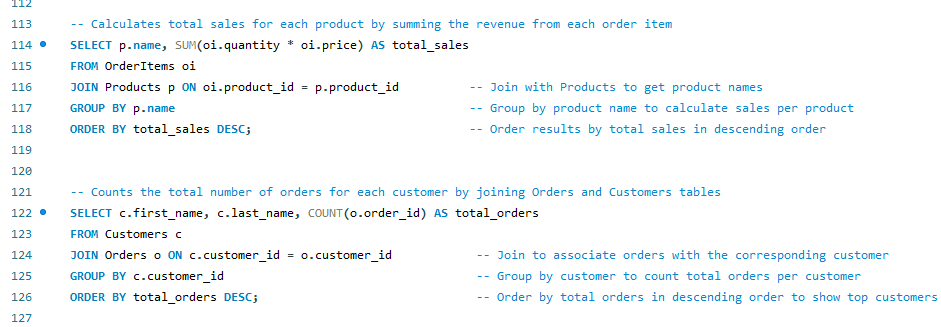 112
113 -- Calculates total sales for each product by summing the revenue from each order item
114 SELECT p.name, SUM(oi.quantity * oi.price) AS total_sales
115 FROM OrderItems oi
116 JOIN Products p ON oi.product_id = p.product_id -- Join with Products to get product names
117 GROUP BY p.name -- Group by product name to calculate sales per product
118 ORDER BY total_sales DESC; -- Order results by total sales in descending order
119
120
121 -- Counts the total number of orders for each customer by joining Orders and Customers tables
122 SELECT c.first_name, c.last_name, COUNT(o.order_id) AS total_orders
123 FROM Customers c
124 JOIN Orders o ON c.customer_id = o.customer_id -- Join to associate orders with the corresponding customer
125 GROUP BY c.customer_id -- Group by customer to count total orders per customer
126 ORDER BY total_orders DESC; -- Order by total orders in descending order to show top customers
127